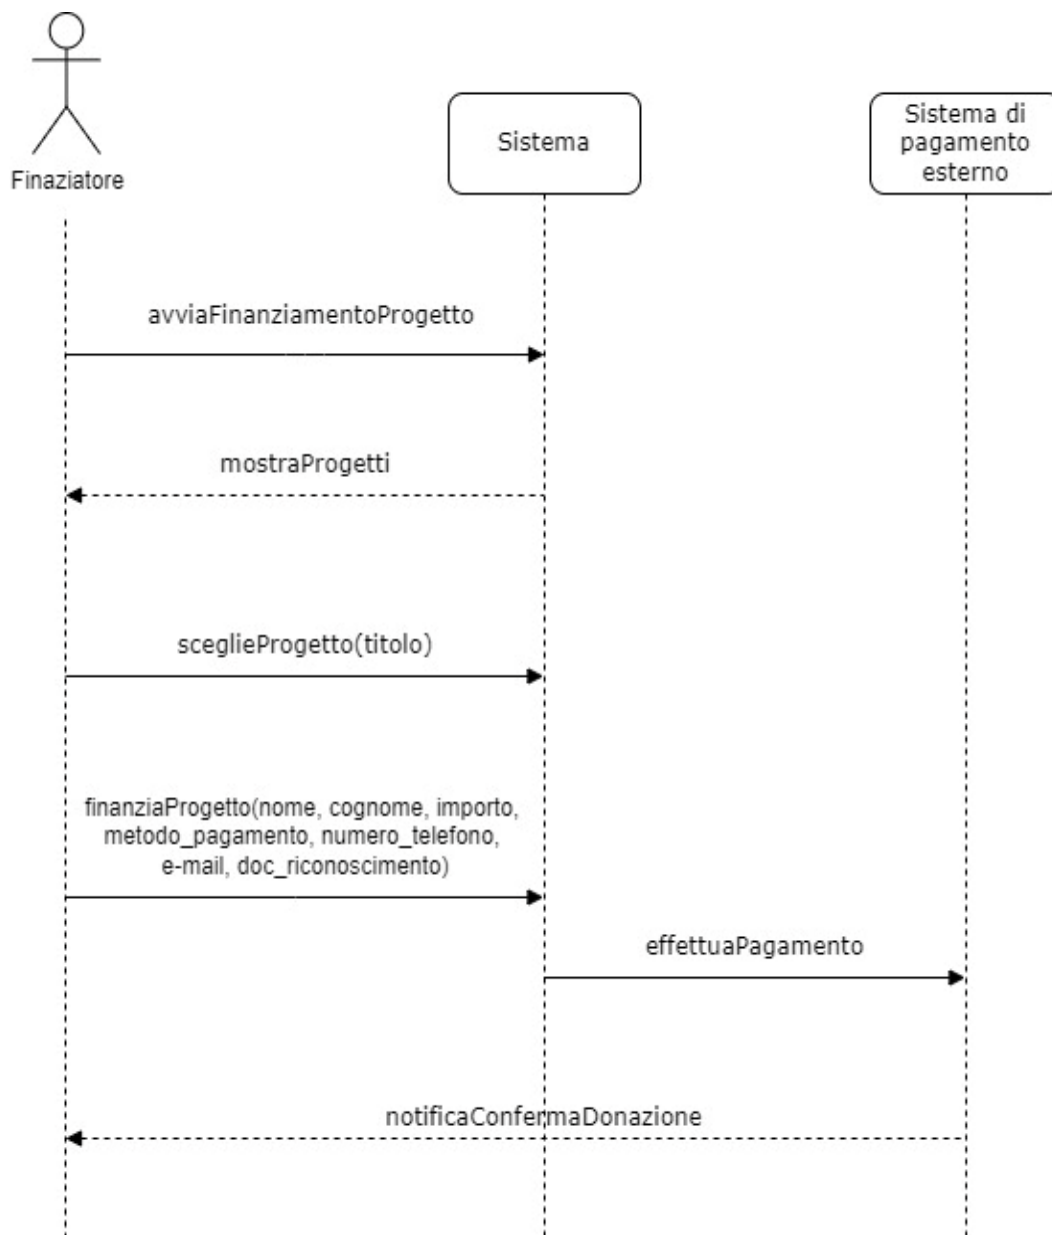 Finaziatore
Sistema
Sistema di
pagamento
esterno
avviaFinanziamentoProgetto
mostraProgetti
sceglieProgetto(titolo)
finanziaProgetto(nome, cognome, importo,
metodo_pagamento, numero_telefono,
e-mail, doc_riconoscimento)
effettuaPagamento
notificaConfermaDonazione